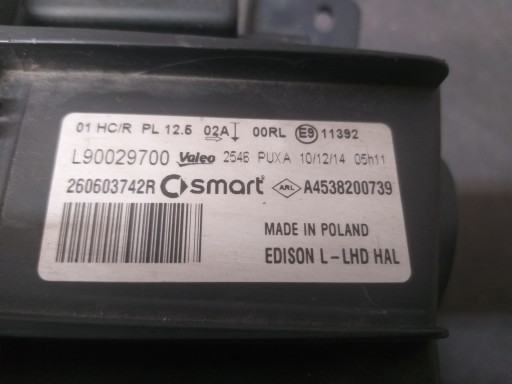 01 HC/R PL 12.5 02A 00RL E9 11392
L90029700 Valeo 2546 PUXA 10/12/14 05h11
260603742R smart ARL A4538200739
MADE IN POLAND
EDISON L-LHD HAL